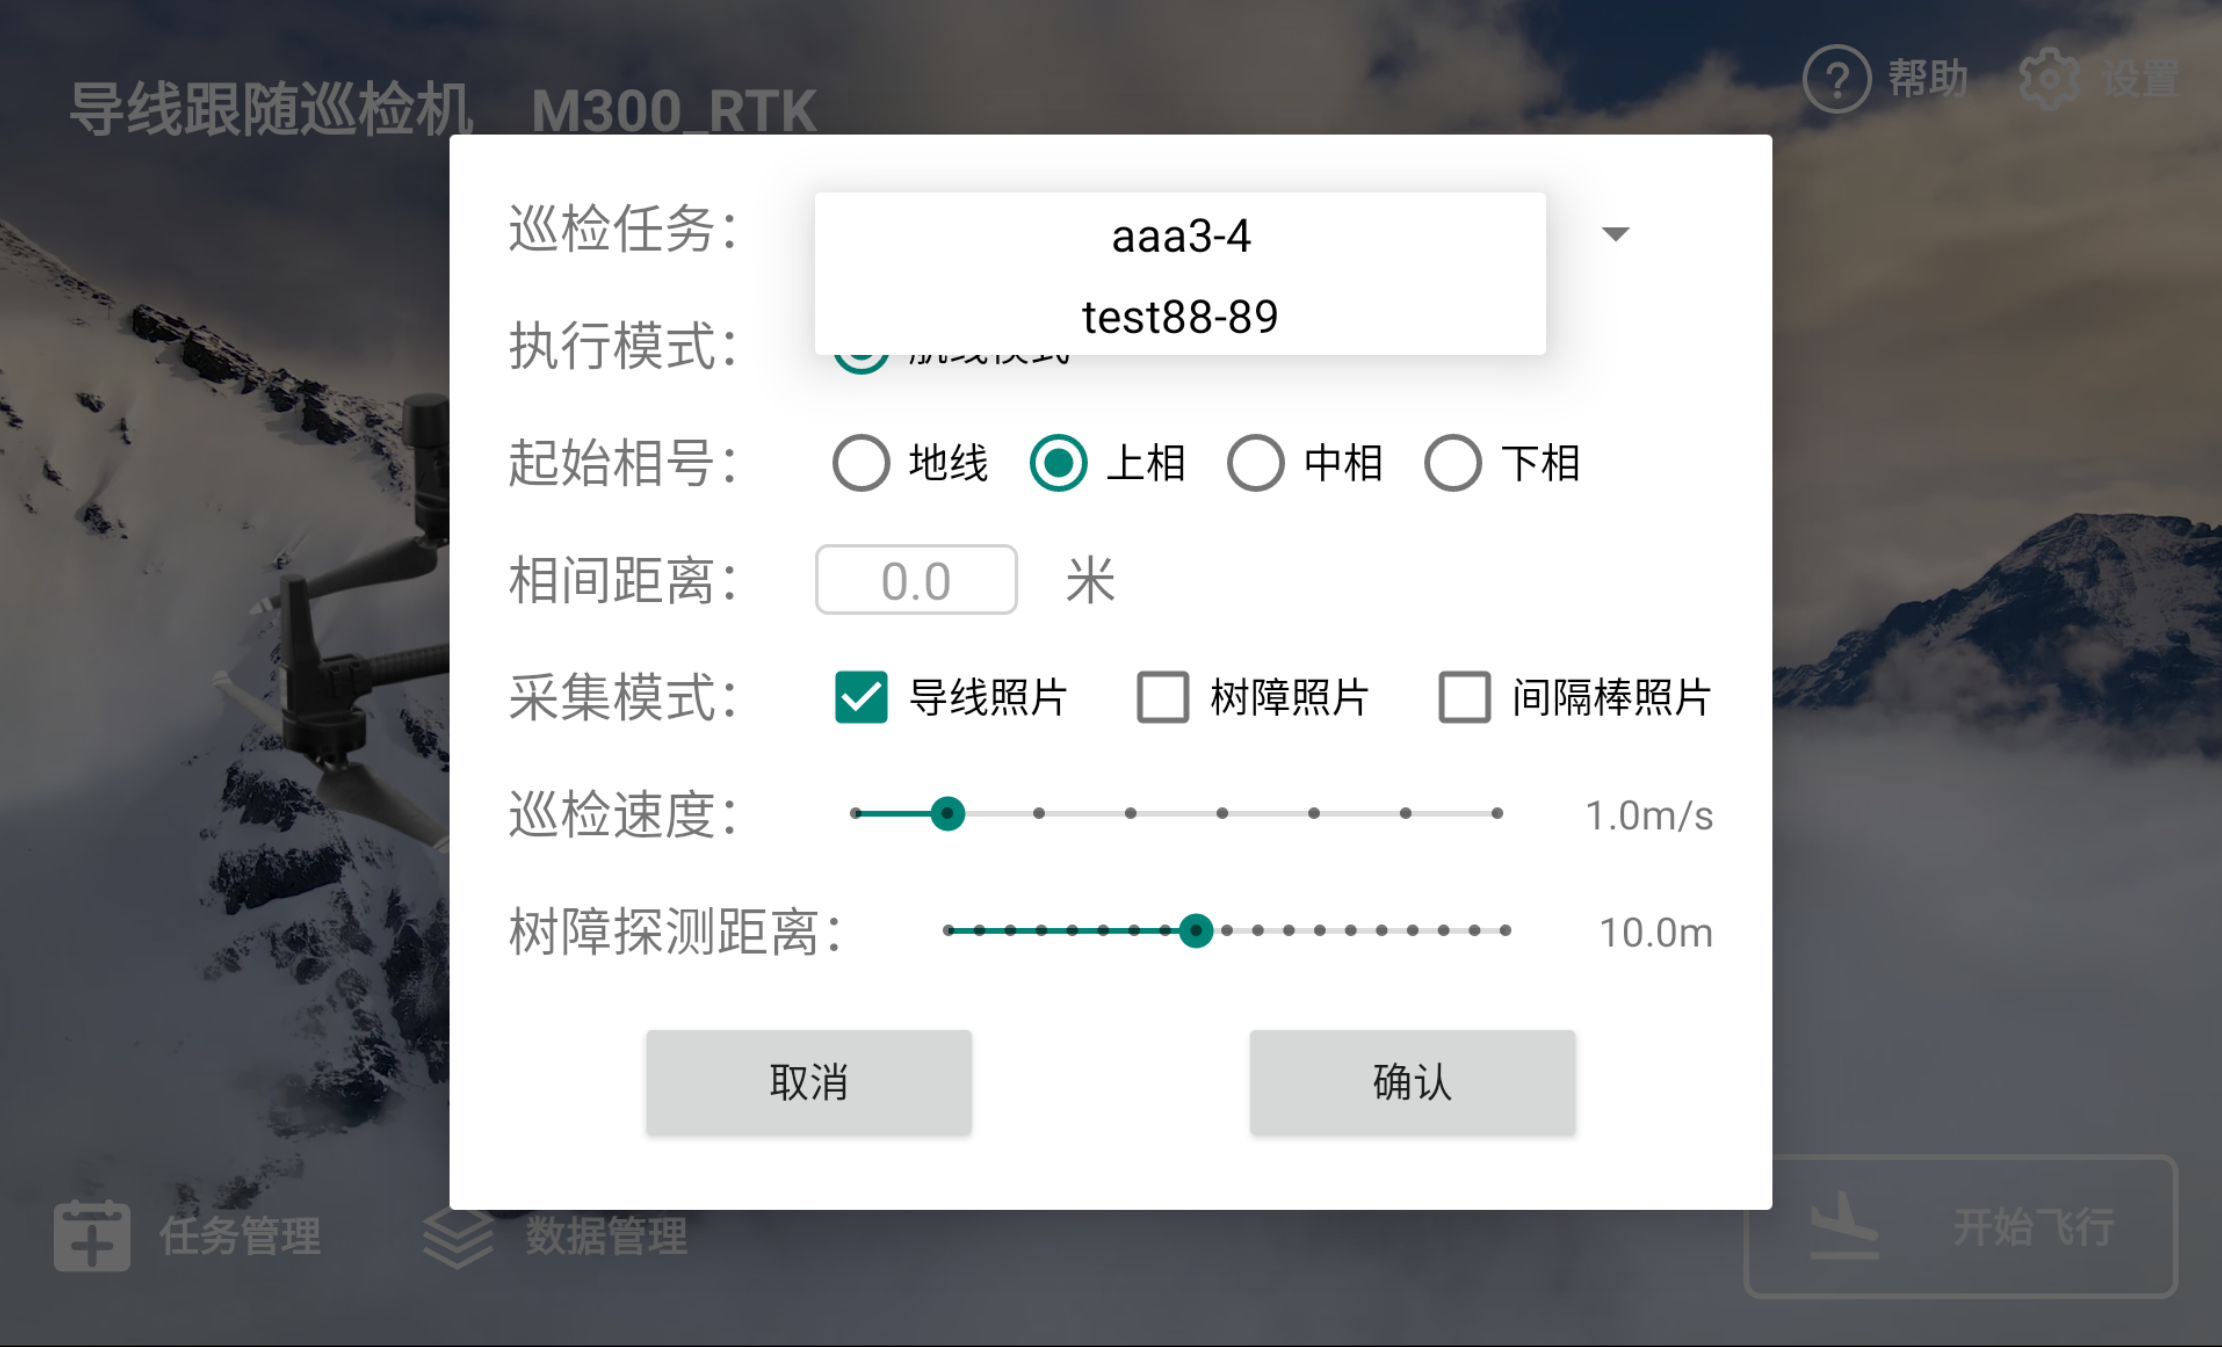 导线跟随巡检机 M300_RTK
帮助 设置
巡检任务：
aaa3-4
test88-89
执行模式： 航线模式
起始相号： 地线 上相 中相 下相
相间距离： 0.0 米
采集模式： 导线照片 树障照片 间隔棒照片
巡检速度： 1.0m/s
树障探测距离： 10.0m
取消 确认
任务管理 数据管理 开始飞行